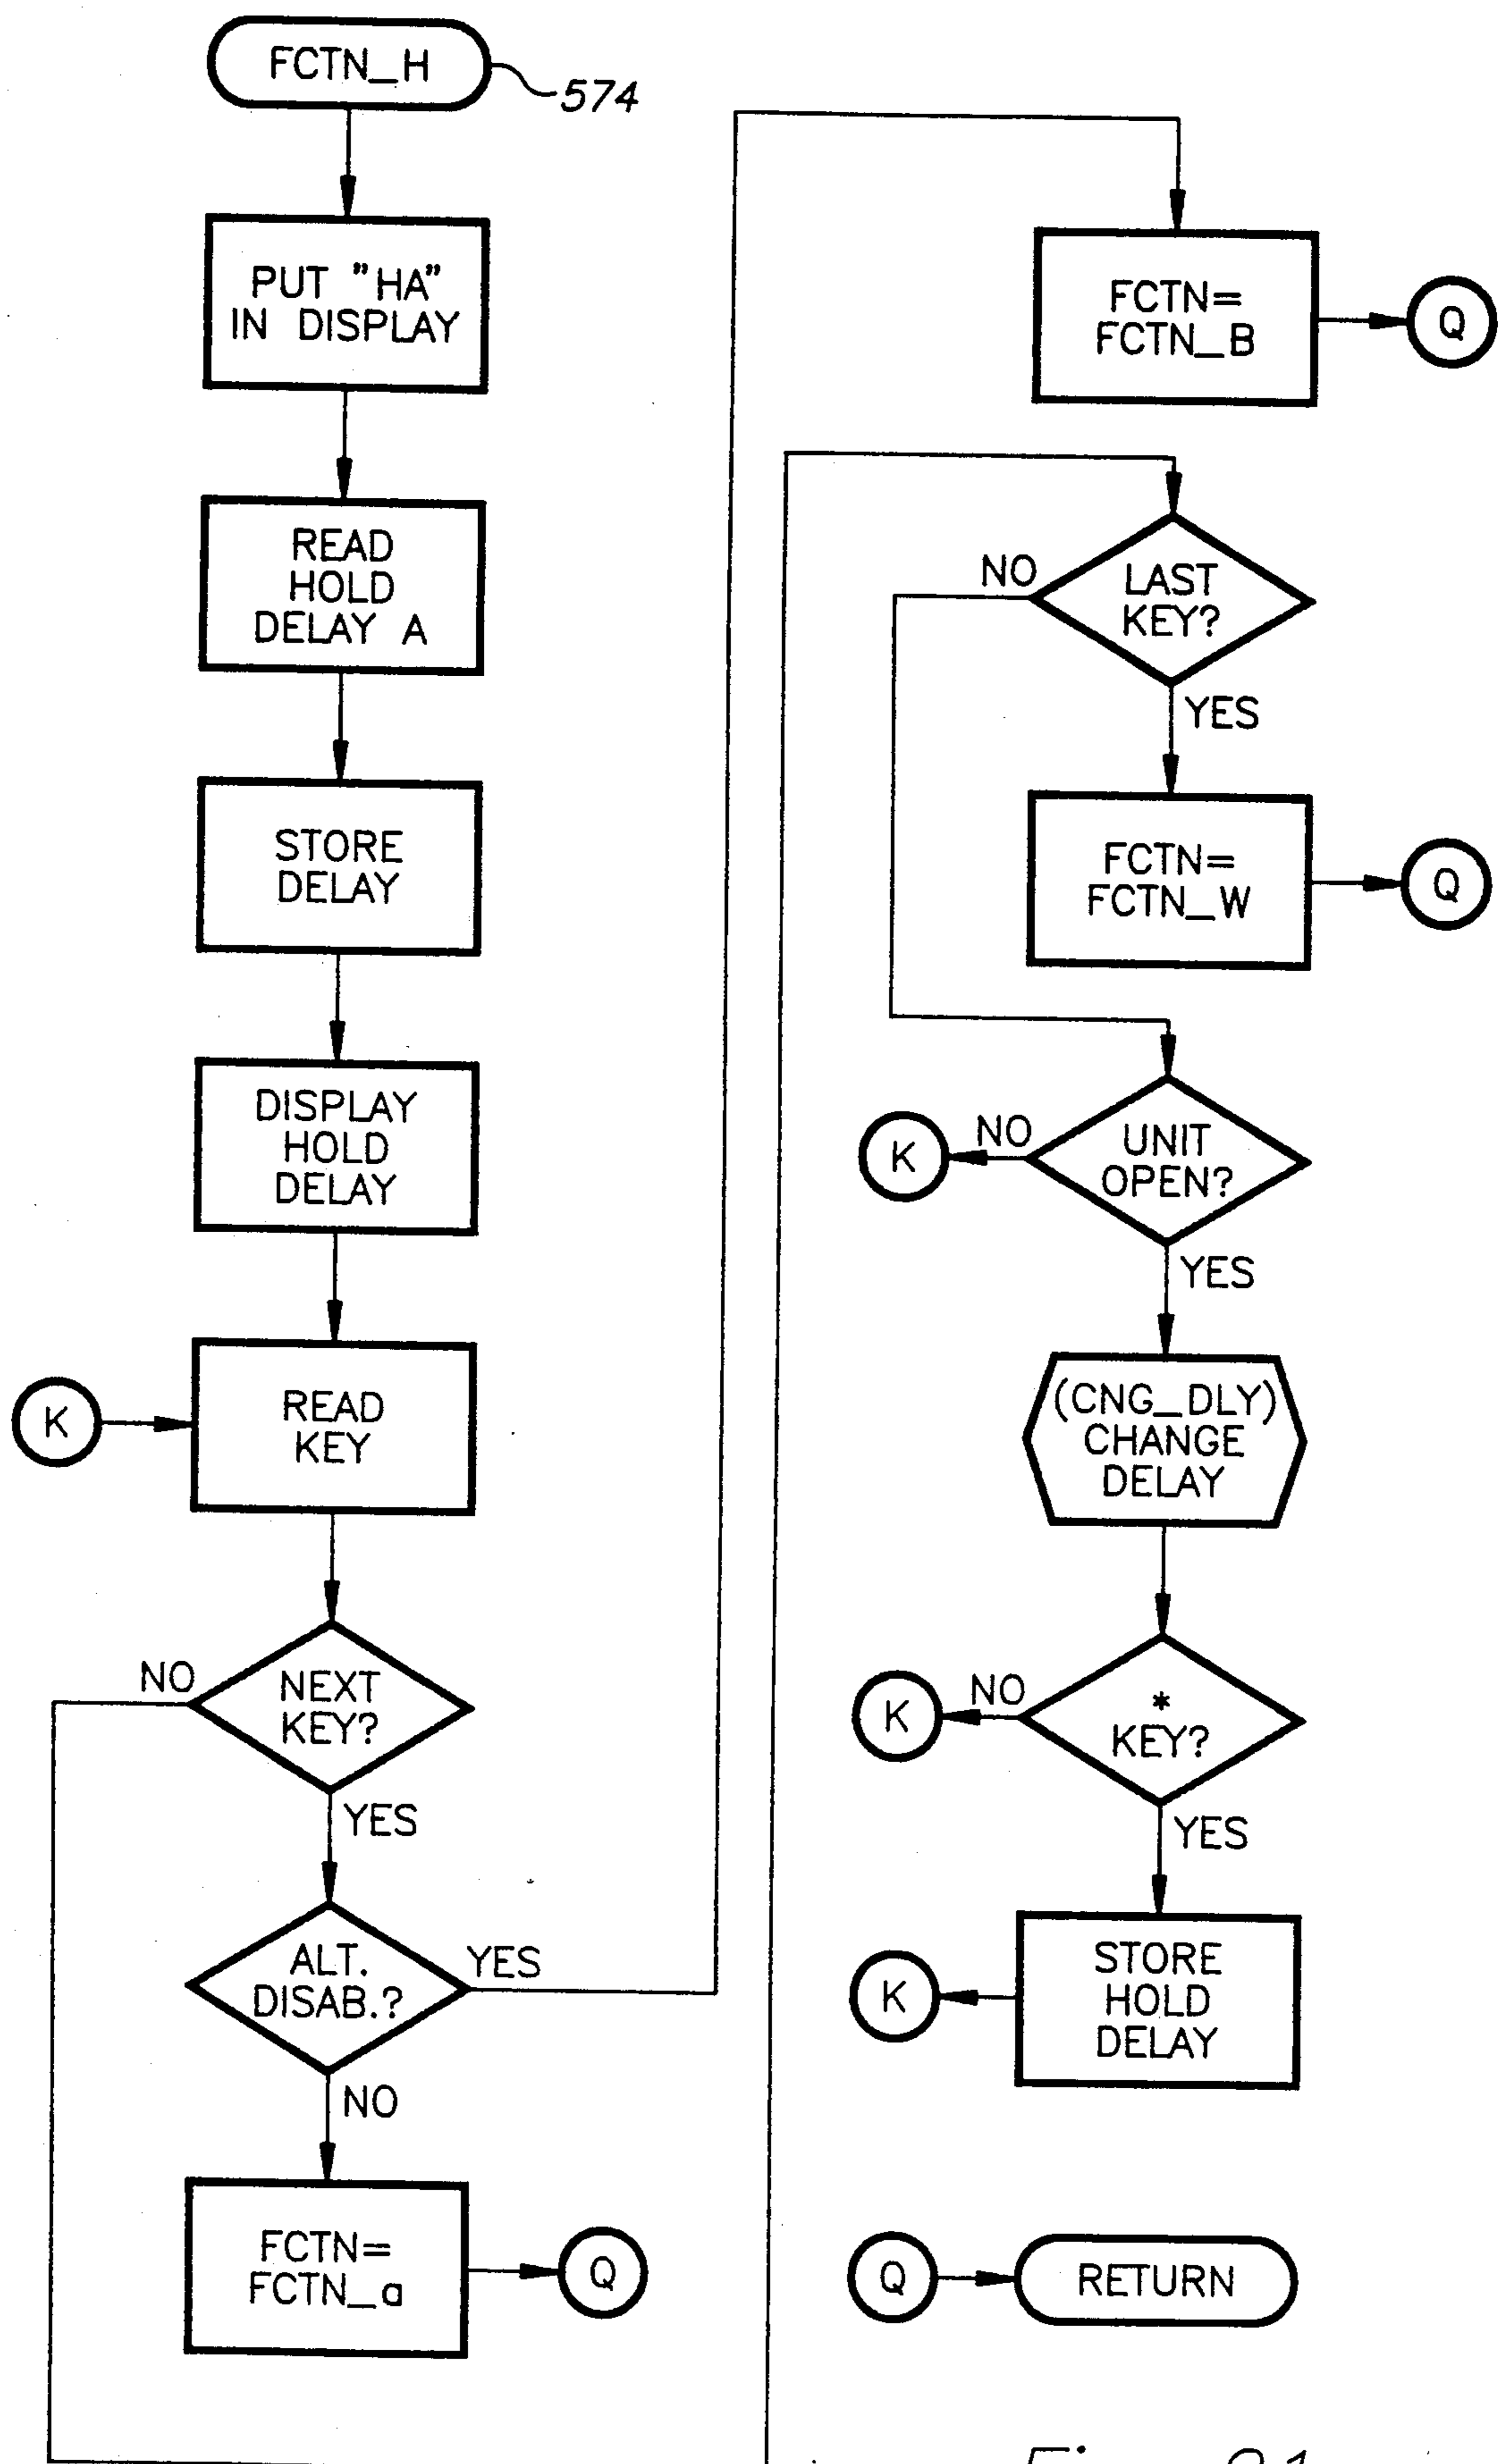 FCTN_H
574
PUT "HA"
IN DISPLAY
READ
HOLD
DELAY A
STORE
DELAY
DISPLAY
HOLD
DELAY
K
READ
KEY
NO
NEXT
KEY?
YES
ALT.
DISAB.?
YES
NO
FCTN=
FCTN_a
Q
FCTN=
FCTN_B
Q
NO
LAST
KEY?
YES
FCTN=
FCTN_W
Q
K
NO
UNIT
OPEN?
YES
(CNG_DLY)
CHANGE
DELAY
K
NO
*
KEY?
YES
K
STORE
HOLD
DELAY
Q
RETURN